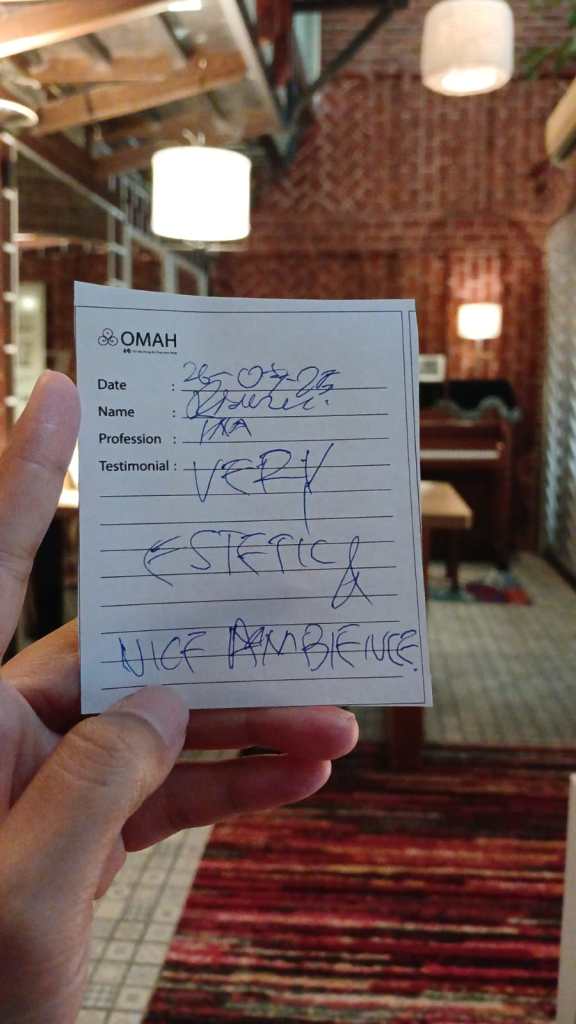 OMAH
Date :
Name :
Profession :
Testimonial : VERY
ESTETIC &
NICE AMBIENCE.